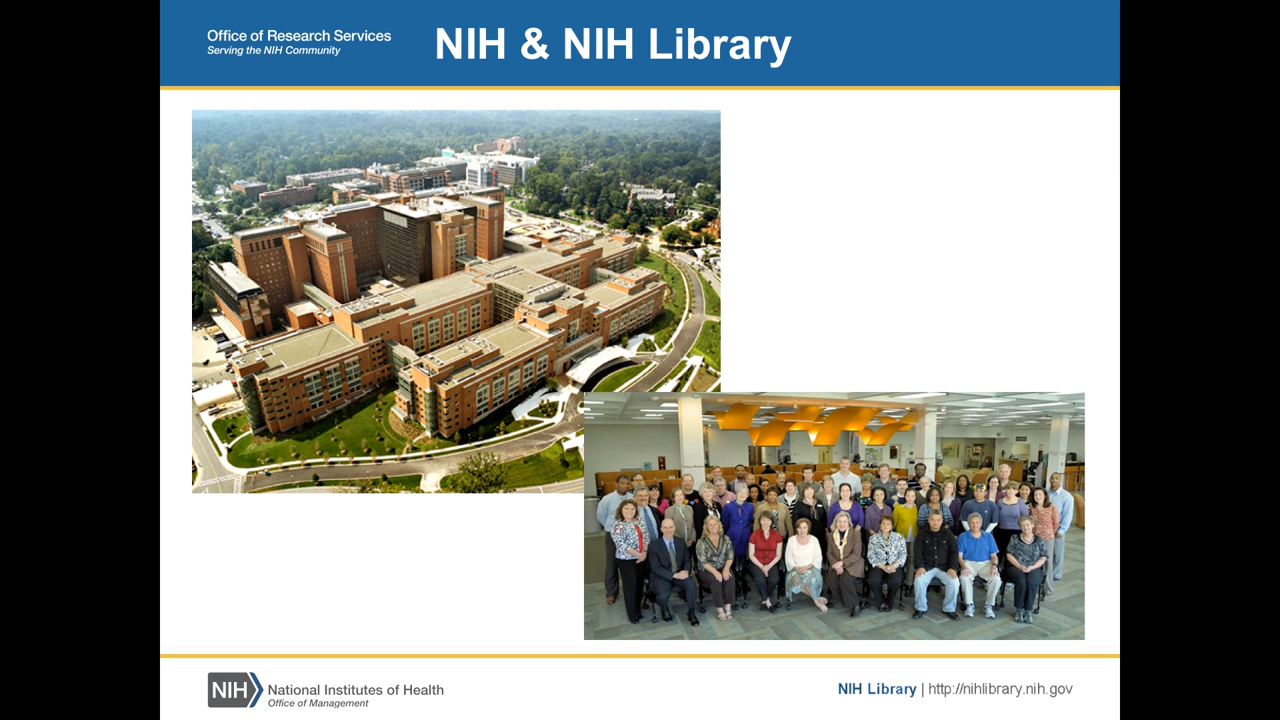 Office of Research Services
Serving the NIH Community
NIH & NIH Library
NIH
National Institutes of Health
Office of Management
NIH Library | http://nihlibrary.nih.gov